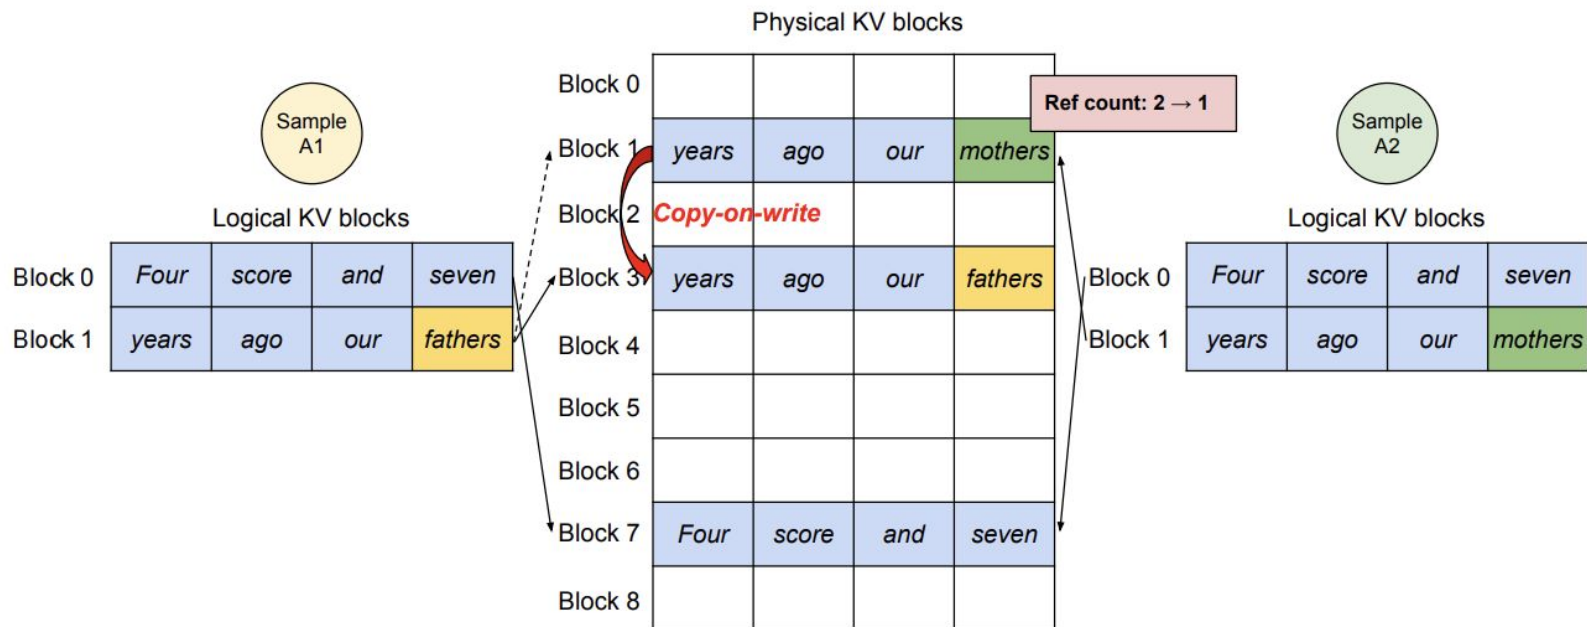 Physical KV blocks
Block 0
Ref count: 2 → 1
Sample
A1
Sample
A2
Block 1 years ago our mothers
Block 2 Copy-on-write
Logical KV blocks
Logical KV blocks
Block 0 Four score and seven
Block 1 years ago our fathers
Block 3 years ago our fathers
Block 0 Four score and seven
Block 1 years ago our mothers
Block 4
Block 5
Block 6
Block 7 Four score and seven
Block 8